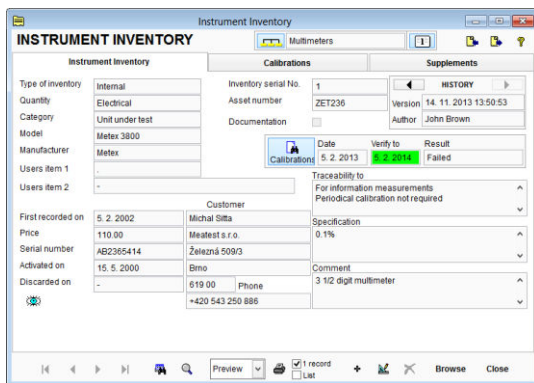 Instrument Inventory
INSTRUMENT INVENTORY
Multimeters
1
Instrument Inventory
Calibrations
Supplements
Type of inventory Internal
Quantity Electrical
Category Unit under test
Model Metex 3800
Manufacturer Metex
Users item 1 .
Users item 2 -
Inventory serial No. 1
Asset number ZET236
Documentation
HISTORY
Version 14. 11. 2013 13:50:53
Author John Brown
Calibrations
Date Verify to Result
5. 2. 2013 5. 2. 2014 Failed
Traceability to
For information measurements
Periodical calibration not required
Customer
First recorded on 5. 2. 2002 Michal Sitta
Price 110.00 Meatest s.r.o.
Serial number AB2365414 Železná 509/3
Activated on 15. 5. 2000 Brno
Discarded on - 619 00 Phone
+420 543 250 886
Specification
0.1%
Comment
3 1/2 digit multimeter
Preview
1 record
List
Browse
Close